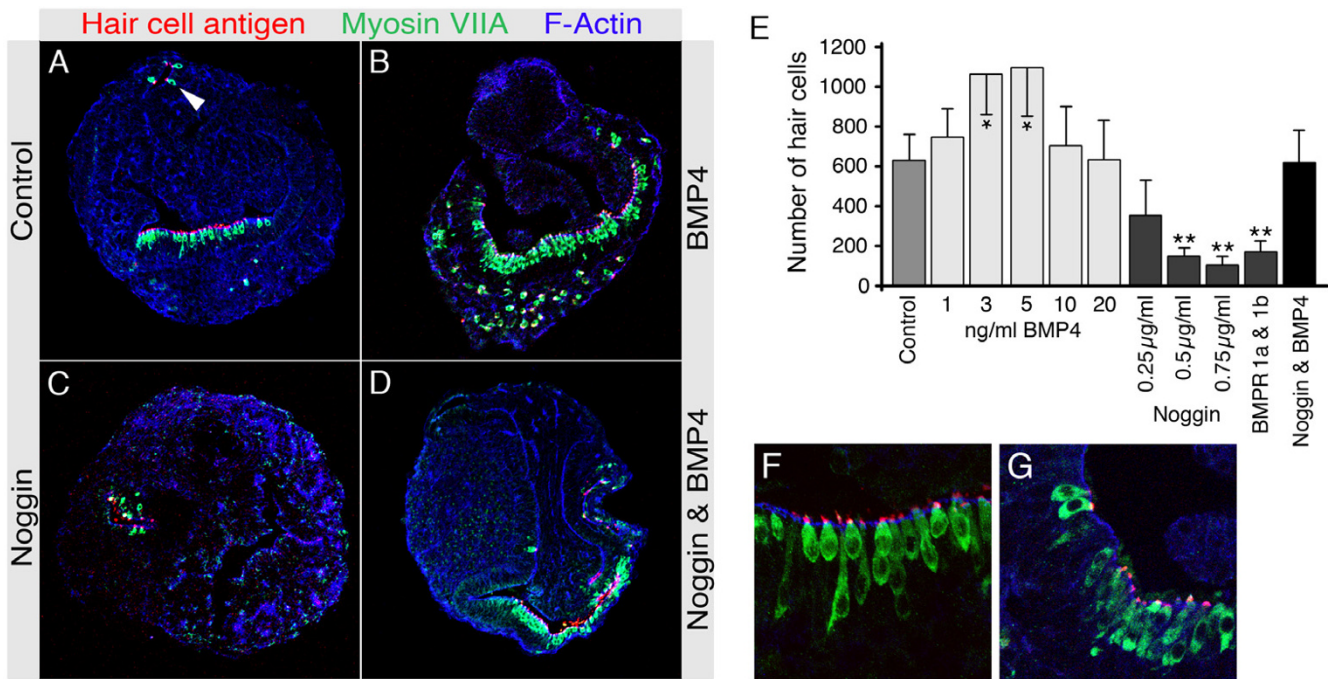 Hair cell antigen Myosin VIIA F-Actin
Control
A
B
BMP4
Noggin
C
D
Noggin & BMP4
E
Number of hair cells
1200
1000
800
600
400
200
0
*
*
**
**
**
Control
1
3
5
10
20
ng/ml BMP4
0.25 µg/ml
0.5 µg/ml
0.75 µg/ml
Noggin
BMPR 1a & 1b
Noggin & BMP4
F
G